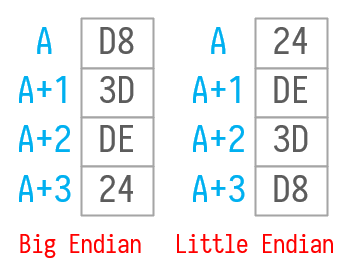 A D8 A 24
A+1 3D A+1 DE
A+2 DE A+2 3D
A+3 24 A+3 D8
Big Endian Little Endian